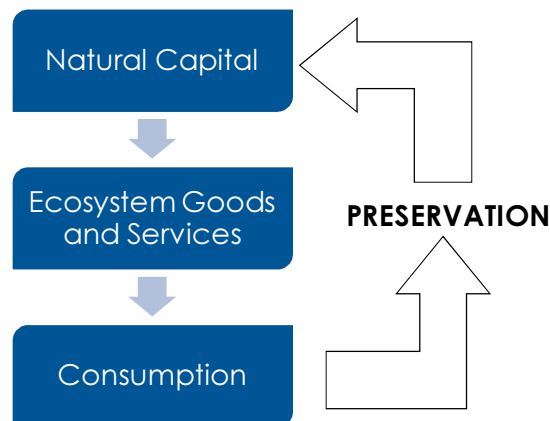 Natural Capital
Ecosystem Goods
and Services
PRESERVATION
Consumption